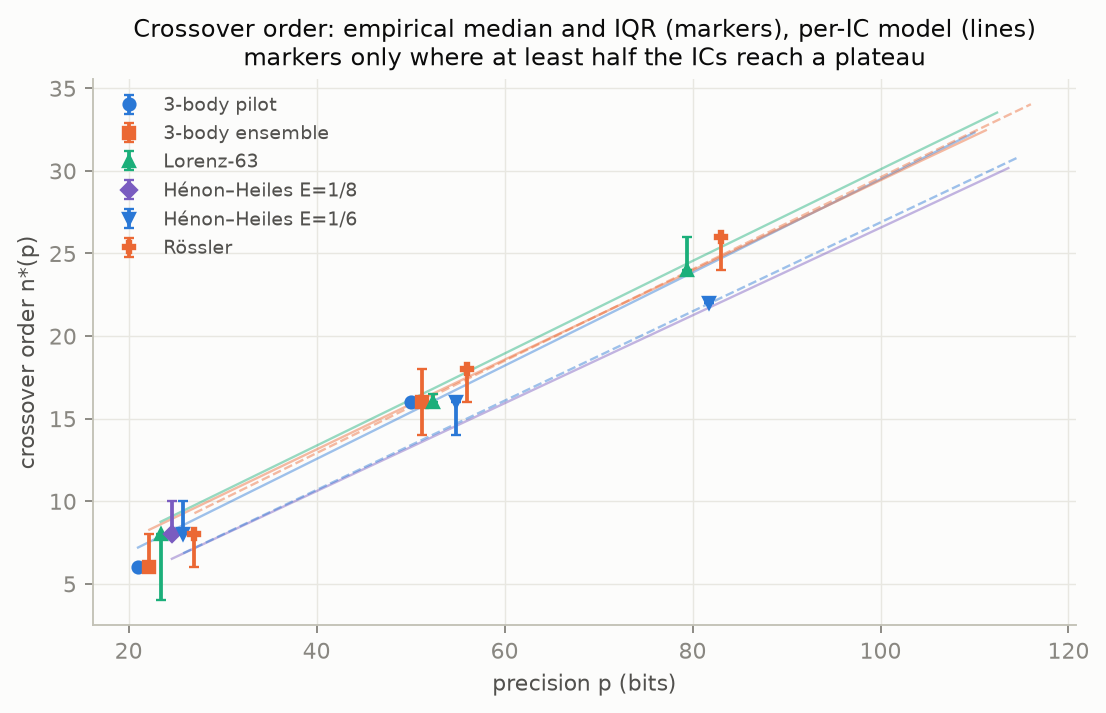 Crossover order: empirical median and IQR (markers), per-IC model (lines)
markers only where at least half the ICs reach a plateau
35
30
25
20
15
10
5
crossover order n*(p)
3-body pilot
3-body ensemble
Lorenz-63
Hénon–Heiles E=1/8
Hénon–Heiles E=1/6
Rössler
20
40
60
80
100
120
precision p (bits)